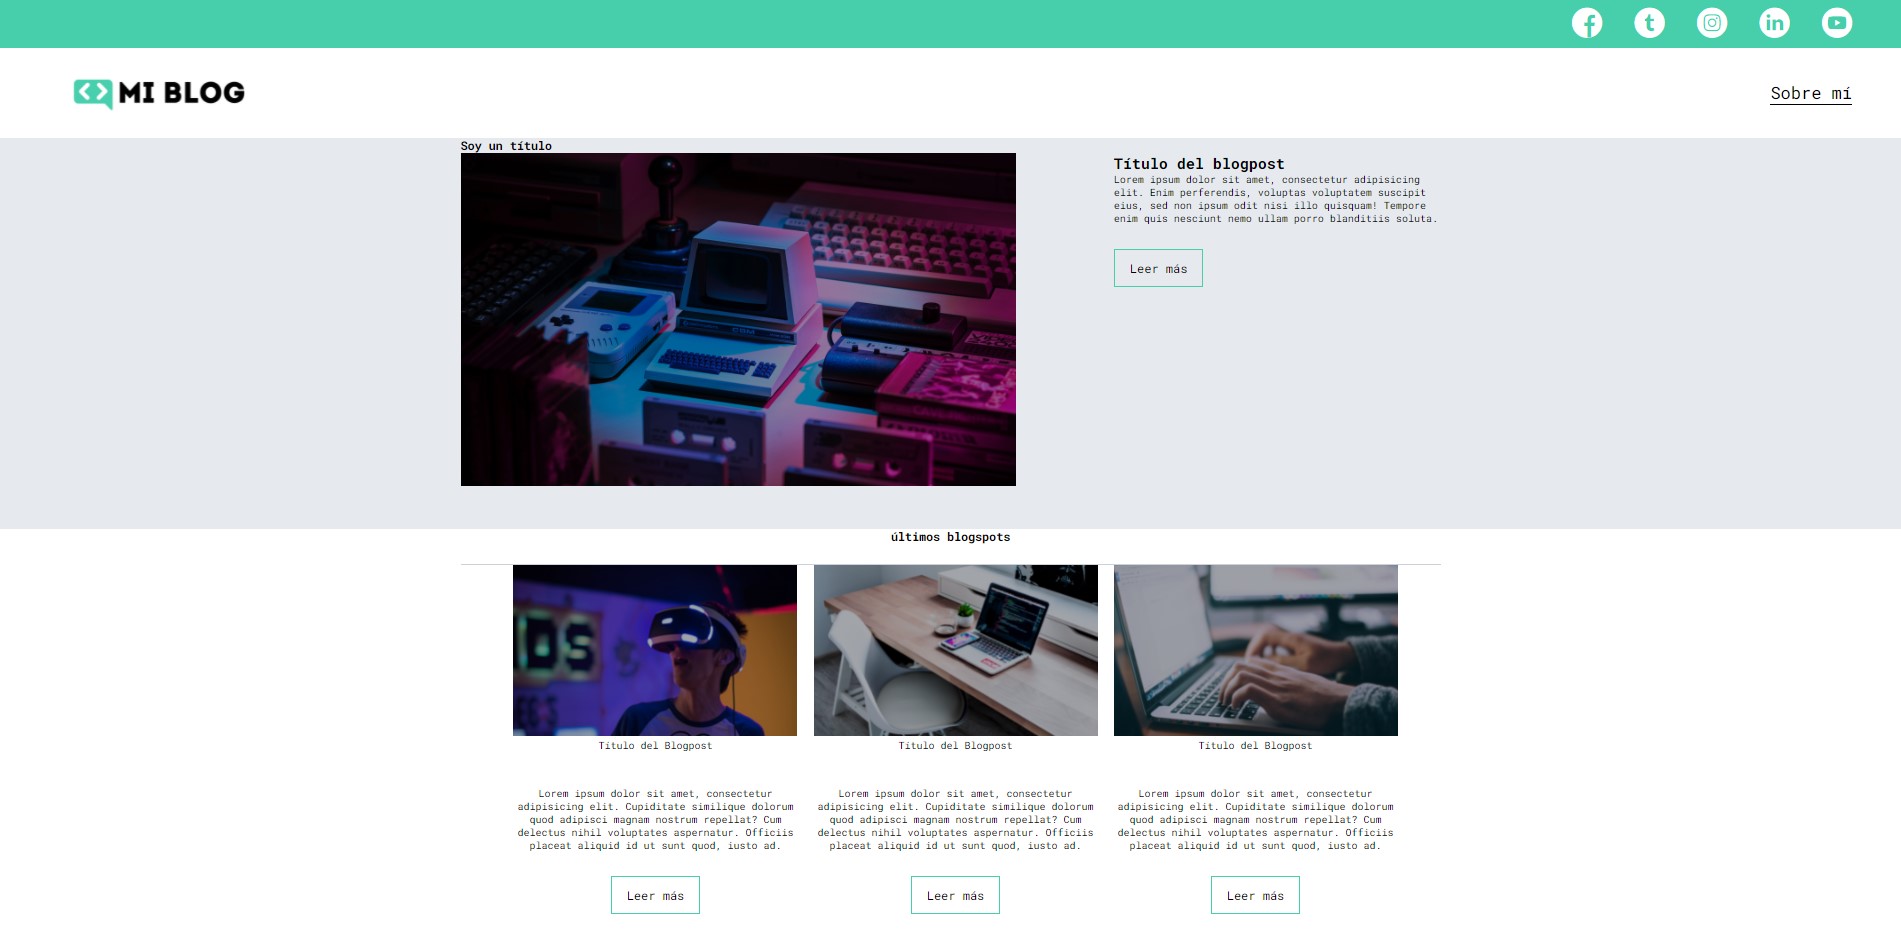 MI BLOG
Sobre mí
Soy un título
Título del blogpost
Lorem ipsum dolor sit amet, consectetur adipisicing
elit. Enim perferendis, voluptas voluptatem suscipit
eius, sed non ipsum odit nisi illo quisquam! Tempore
enim quis nesciunt nemo ullam porro blanditiis soluta.
Leer más
últimos blogspots
Título del Blogpost
Lorem ipsum dolor sit amet, consectetur
adipisicing elit. Cupiditate similique dolorum
quod adipisci magnam nostrum repellat? Cum
delectus nihil voluptates aspernatur. Officiis
placeat aliquid id ut sunt quod, iusto ad.
Leer más
Título del Blogpost
Lorem ipsum dolor sit amet, consectetur
adipisicing elit. Cupiditate similique dolorum
quod adipisci magnam nostrum repellat? Cum
delectus nihil voluptates aspernatur. Officiis
placeat aliquid id ut sunt quod, iusto ad.
Leer más
Título del Blogpost
Lorem ipsum dolor sit amet, consectetur
adipisicing elit. Cupiditate similique dolorum
quod adipisci magnam nostrum repellat? Cum
delectus nihil voluptates aspernatur. Officiis
placeat aliquid id ut sunt quod, iusto ad.
Leer más